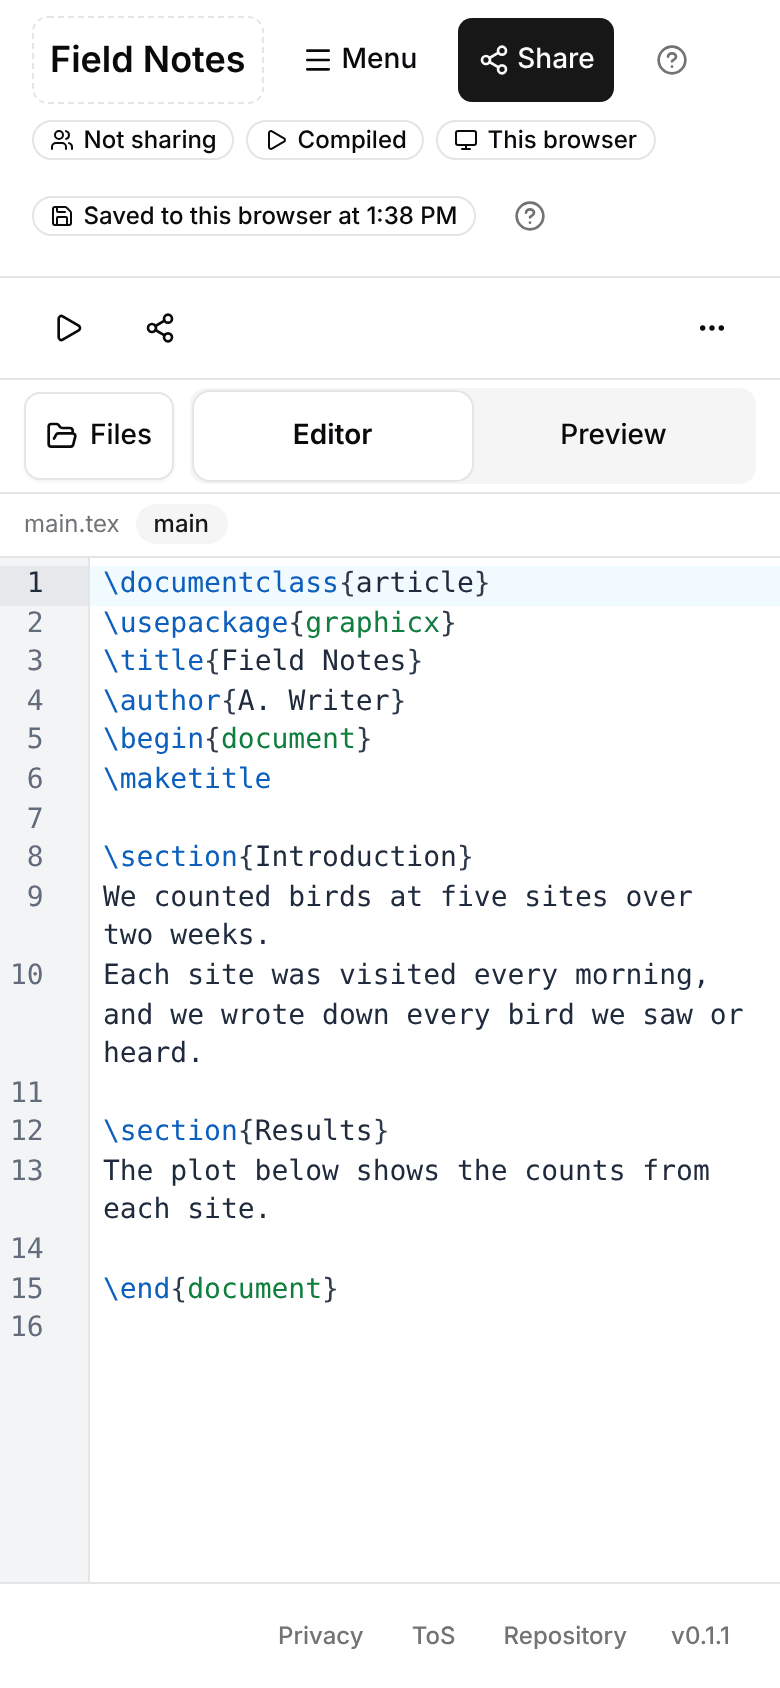 Field Notes
Menu
Share
Not sharing
Compiled
This browser
Saved to this browser at 1:38 PM
Files
Editor
Preview
main.tex
main
1 \documentclass{article}
2 \usepackage{graphicx}
3 \title{Field Notes}
4 \author{A. Writer}
5 \begin{document}
6 \maketitle
7
8 \section{Introduction}
9 We counted birds at five sites over
two weeks.
10 Each site was visited every morning,
and we wrote down every bird we saw or
heard.
11
12 \section{Results}
13 The plot below shows the counts from
each site.
14
15 \end{document}
16
Privacy
ToS
Repository
v0.1.1